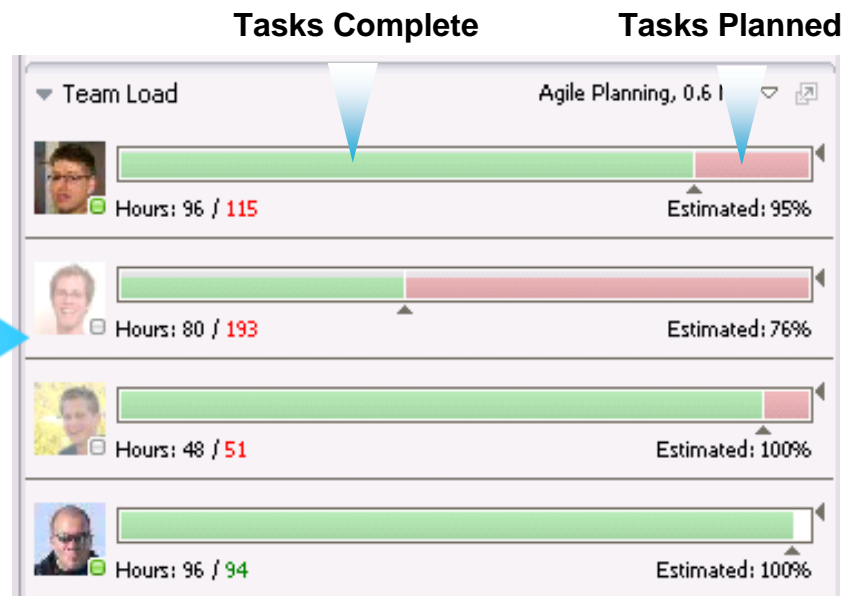 Tasks Complete Tasks Planned
Team Load Agile Planning, 0.6
Hours: 96 / 115 Estimated: 95%
Hours: 80 / 193 Estimated: 76%
Hours: 48 / 51 Estimated: 100%
Hours: 96 / 94 Estimated: 100%